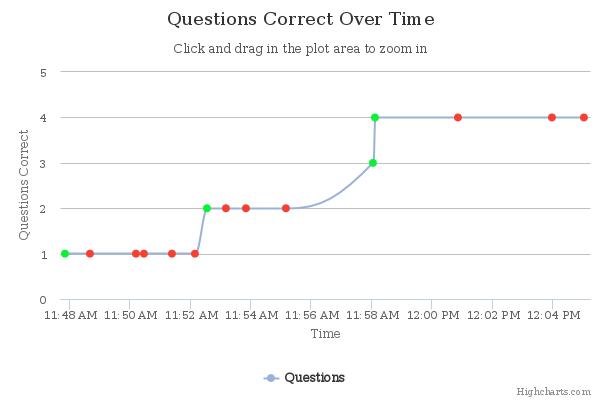 Questions Correct Over Time
Click and drag in the plot area to zoom in
Questions Correct
5
4
3
2
1
0
11:48 AM 11:50 AM 11:52 AM 11:54 AM 11:56 AM 11:58 AM 12:00 PM 12:02 PM 12:04 PM
Time
Questions
Highcharts.com